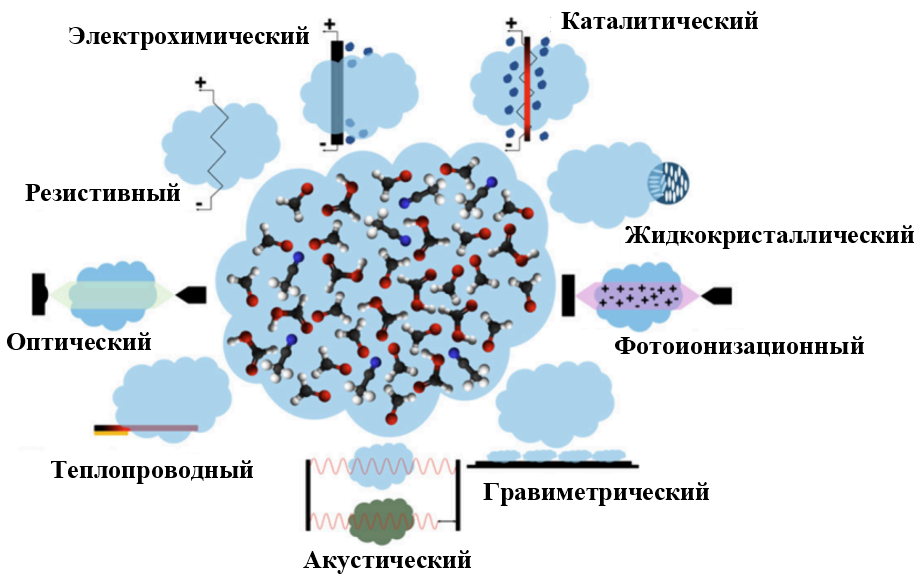 Электрохимический
Каталитический
Резистивный
Жидкокристаллический
Оптический
Фотоионизационный
Теплопроводный
Гравиметрический
Акустический